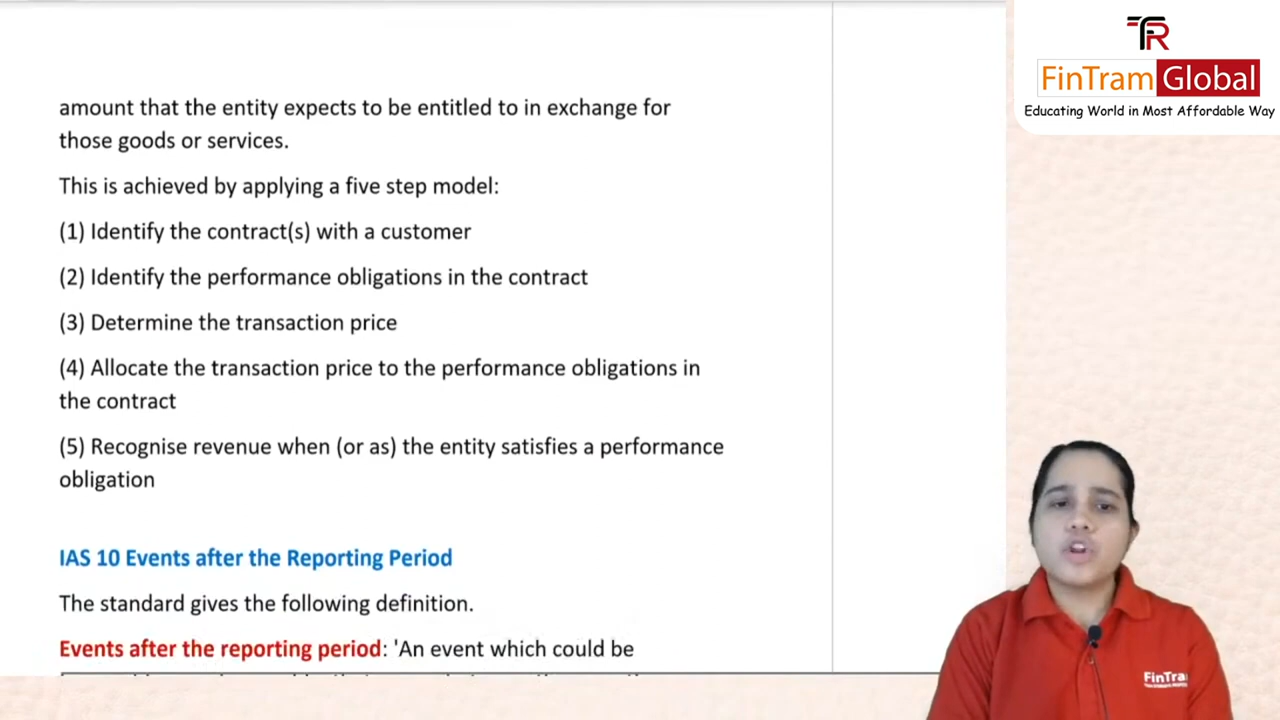 amount that the entity expects to be entitled to in exchange for
those goods or services.
This is achieved by applying a five step model:
(1) Identify the contract(s) with a customer
(2) Identify the performance obligations in the contract
(3) Determine the transaction price
(4) Allocate the transaction price to the performance obligations in
the contract
(5) Recognise revenue when (or as) the entity satisfies a performance
obligation
IAS 10 Events after the Reporting Period
The standard gives the following definition.
Events after the reporting period: 'An event which could be
TR
FinTram Global
Educating World in Most Affordable Way
FinTra